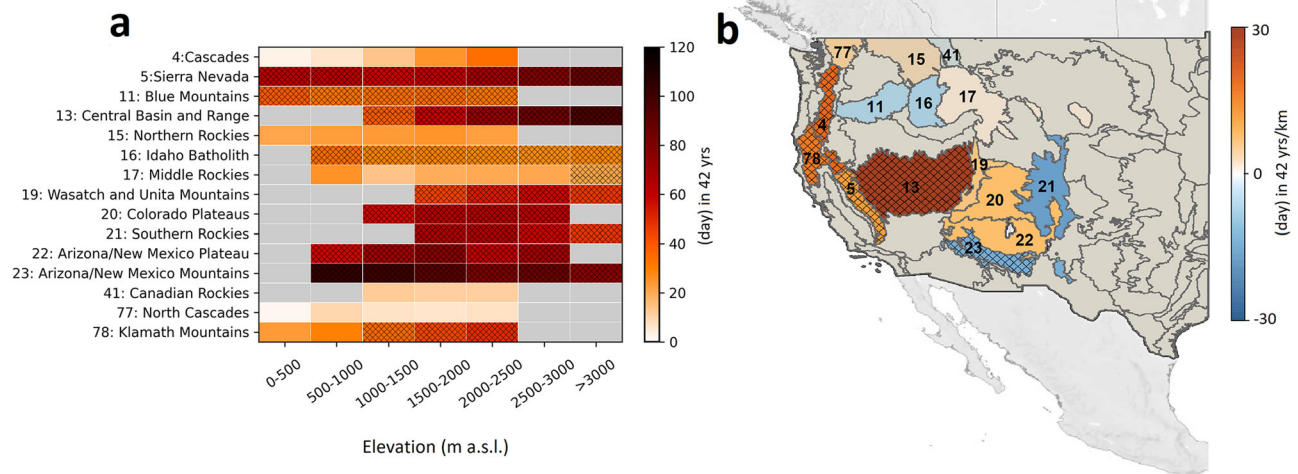 a
4:Cascades
5:Sierra Nevada
11: Blue Mountains
13: Central Basin and Range
15: Northern Rockies
16: Idaho Batholith
17: Middle Rockies
19: Wasatch and Unita Mountains
20: Colorado Plateaus
21: Southern Rockies
22: Arizona/New Mexico Plateau
23: Arizona/New Mexico Mountains
41: Canadian Rockies
77: North Cascades
78: Klamath Mountains
0-500
500-1000
1000-1500
1500-2000
2000-2500
2500-3000
>3000
Elevation (m a.s.l.)
120
100
80
60
40
20
0
(day) in 42 yrs
b
77
15
41
11
16
17
4
78
5
13
19
20
21
22
23
30
0
-30
(day) in 42 yrs/km